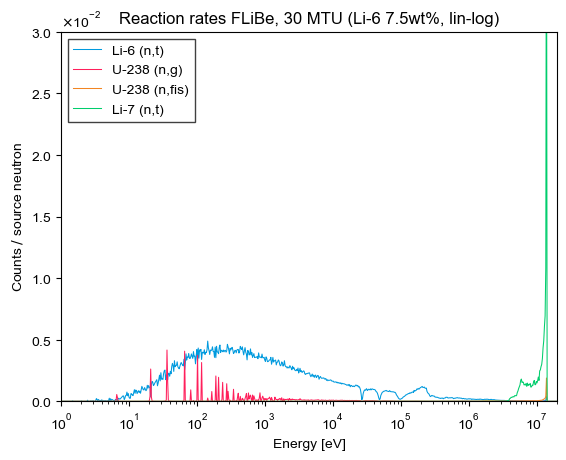 ×10⁻²
Reaction rates FLiBe, 30 MTU (Li-6 7.5wt%, lin-log)
3.0
2.5
2.0
1.5
1.0
0.5
0.0
Counts / source neutron
Li-6 (n,t)
U-238 (n,g)
U-238 (n,fis)
Li-7 (n,t)
10⁰ 10¹ 10² 10³ 10⁴ 10⁵ 10⁶ 10⁷
Energy [eV]